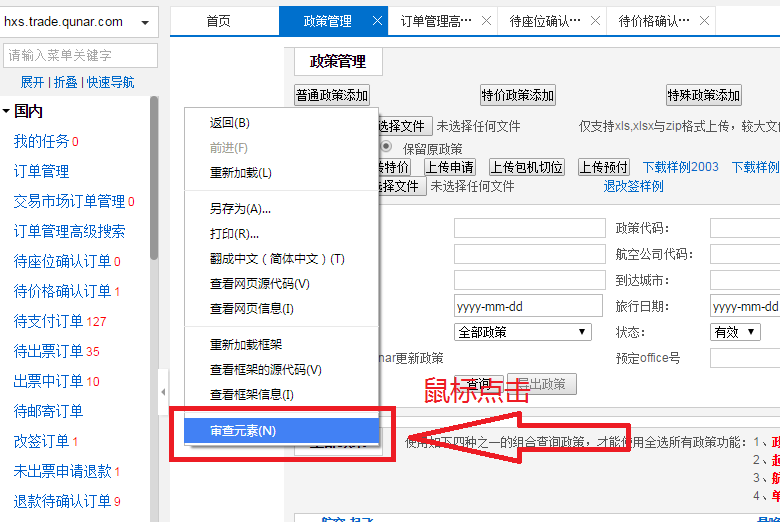 hxs.trade.qunar.com
请输入菜单关键字
展开 | 折叠 | 快速导航
国内
我的任务 0
订单管理
交易市场订单管理 0
订单管理高级搜索
待座位确认订单 0
待价格确认订单 1
待支付订单 127
待出票订单 35
出票中订单 10
待邮寄订单
改签订单 1
未出票申请退款 1
退款待确认订单 9
首页
政策管理
订单管理高…
待座位确认…
待价格确认…
政策管理
普通政策添加
特价政策添加
特殊政策添加
选择文件 未选择任何文件
仅支持xls,xlsx与zip格式上传，较大文
保留原政策
传特价
上传申请
上传包机切位
上传预付
下载样例2003
下载样例
选择文件 未选择任何文件
退改签样例
政策代码：
航空公司代码：
到达城市：
yyyy-mm-dd
旅行日期：
yyyy-mm-dd
全部政策
状态：
有效
nar更新政策
预定office号
查询
导出政策
返回(B)
前进(F)
重新加载(L)
另存为(A)...
打印(R)...
翻成中文（简体中文）(T)
查看网页源代码(V)
查看网页信息(I)
重新加载框架
查看框架的源代码(V)
查看框架信息(I)
审查元素(N)
鼠标点击
使用如下四种之一的组合查询政策，才能使用全选所有政策功能：1、政
2、起
3、航
4、单